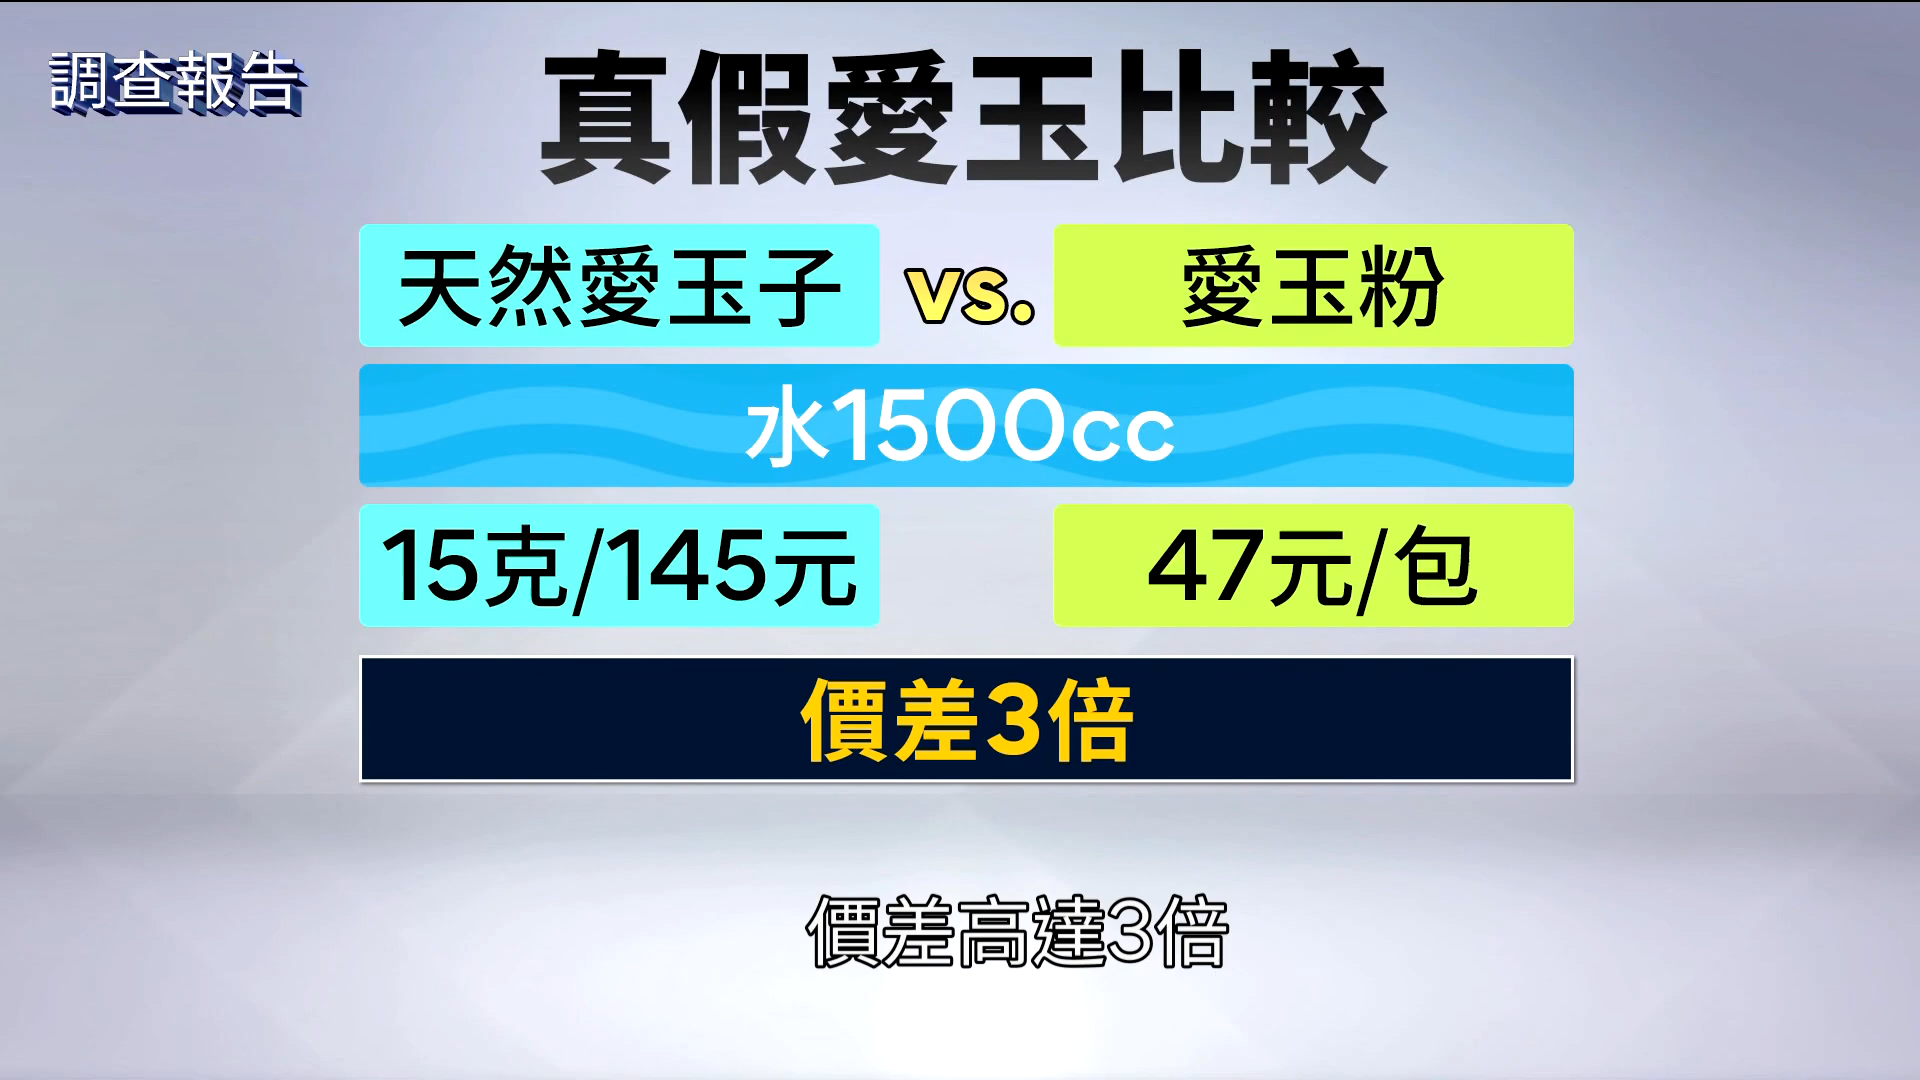 調查報告
真假愛玉比較
天然愛玉子 vs. 愛玉粉
水1500cc
15克/145元 47元/包
價差3倍
價差高達3倍